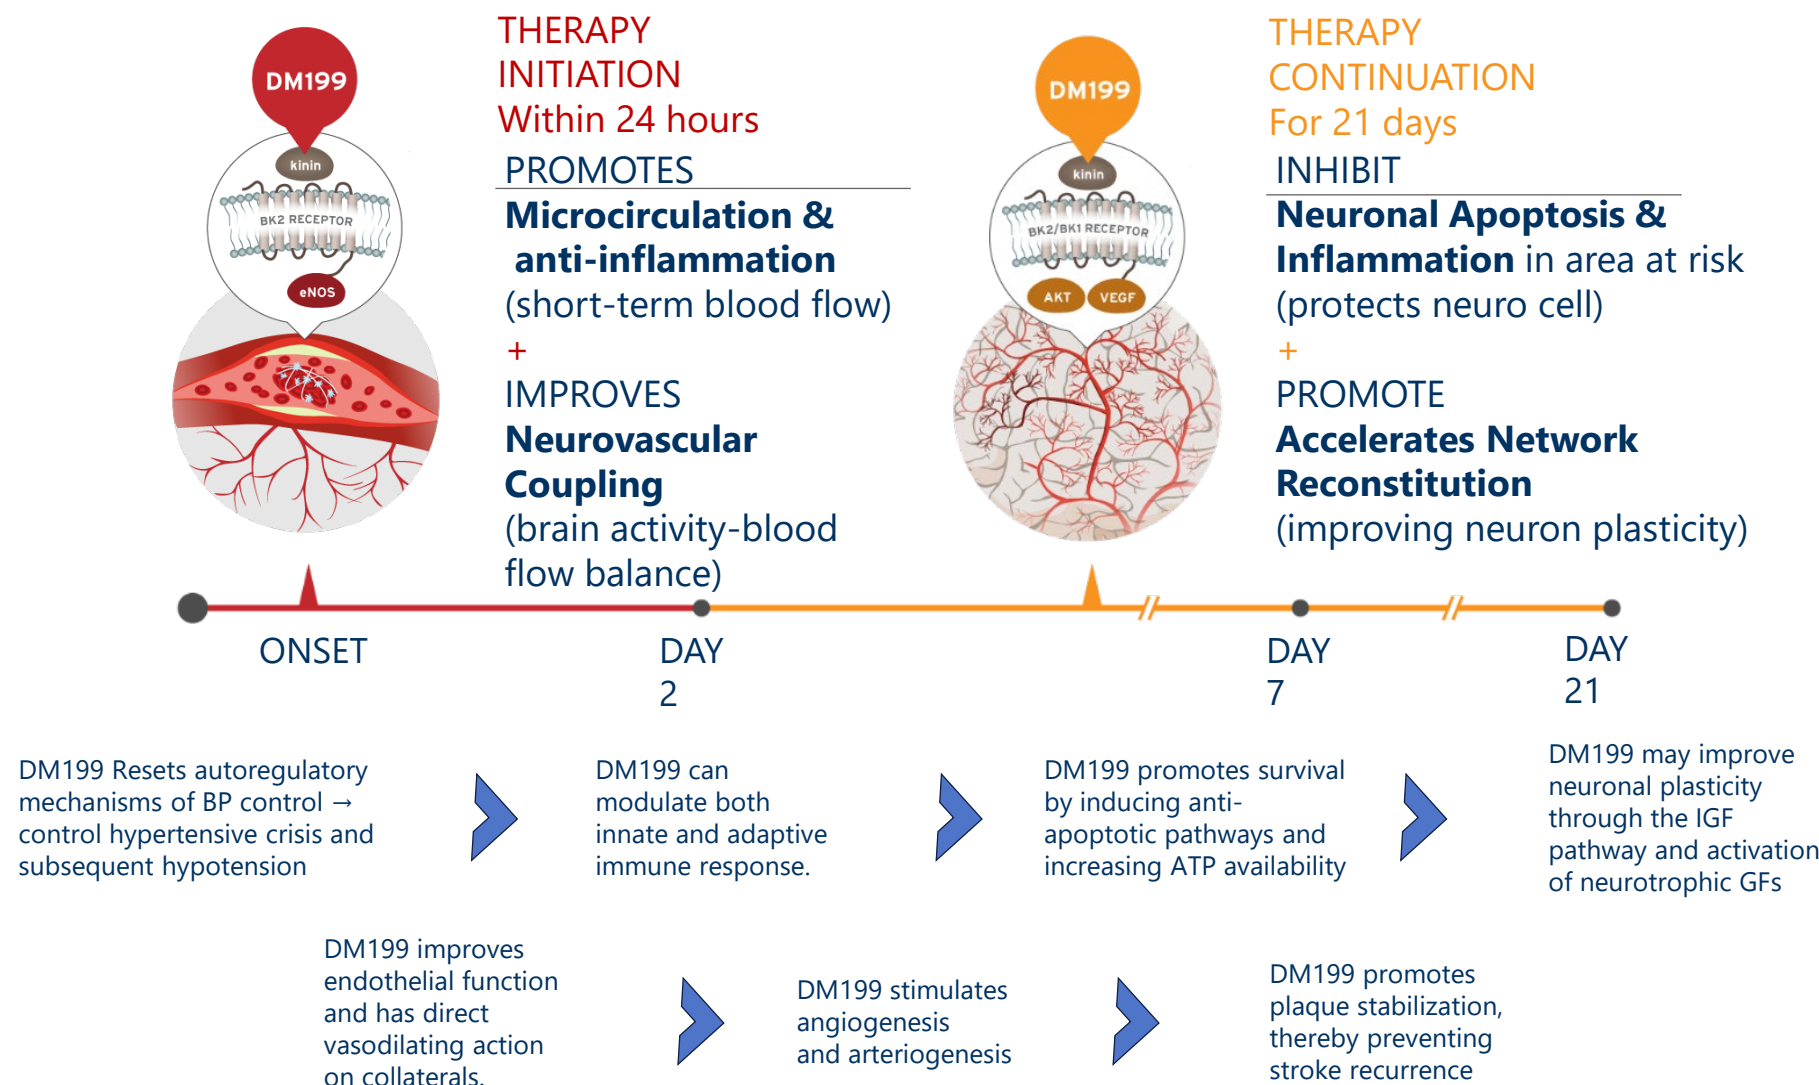 DM199
kinin
BK2 RECEPTOR
eNOS
THERAPY
INITIATION
Within 24 hours
PROMOTES
Microcirculation &
anti-inflammation
(short-term blood flow)
+
IMPROVES
Neurovascular
Coupling
(brain activity-blood
flow balance)
DM199
kinin
BK2/BK1 RECEPTOR
AKT
VEGF
THERAPY
CONTINUATION
For 21 days
INHIBIT
Neuronal Apoptosis &
Inflammation in area at risk
(protects neuro cell)
+
PROMOTE
Accelerates Network
Reconstitution
(improving neuron plasticity)
ONSET
DAY
2
DAY
7
DAY
21
DM199 Resets autoregulatory
mechanisms of BP control →
control hypertensive crisis and
subsequent hypotension
DM199 can
modulate both
innate and adaptive
immune response.
DM199 promotes survival
by inducing anti-
apoptotic pathways and
increasing ATP availability
DM199 may improve
neuronal plasticity
through the IGF
pathway and activation
of neurotrophic GFs
DM199 improves
endothelial function
and has direct
vasodilating action
on collaterals.
DM199 stimulates
angiogenesis
and arteriogenesis
DM199 promotes
plaque stabilization,
thereby preventing
stroke recurrence